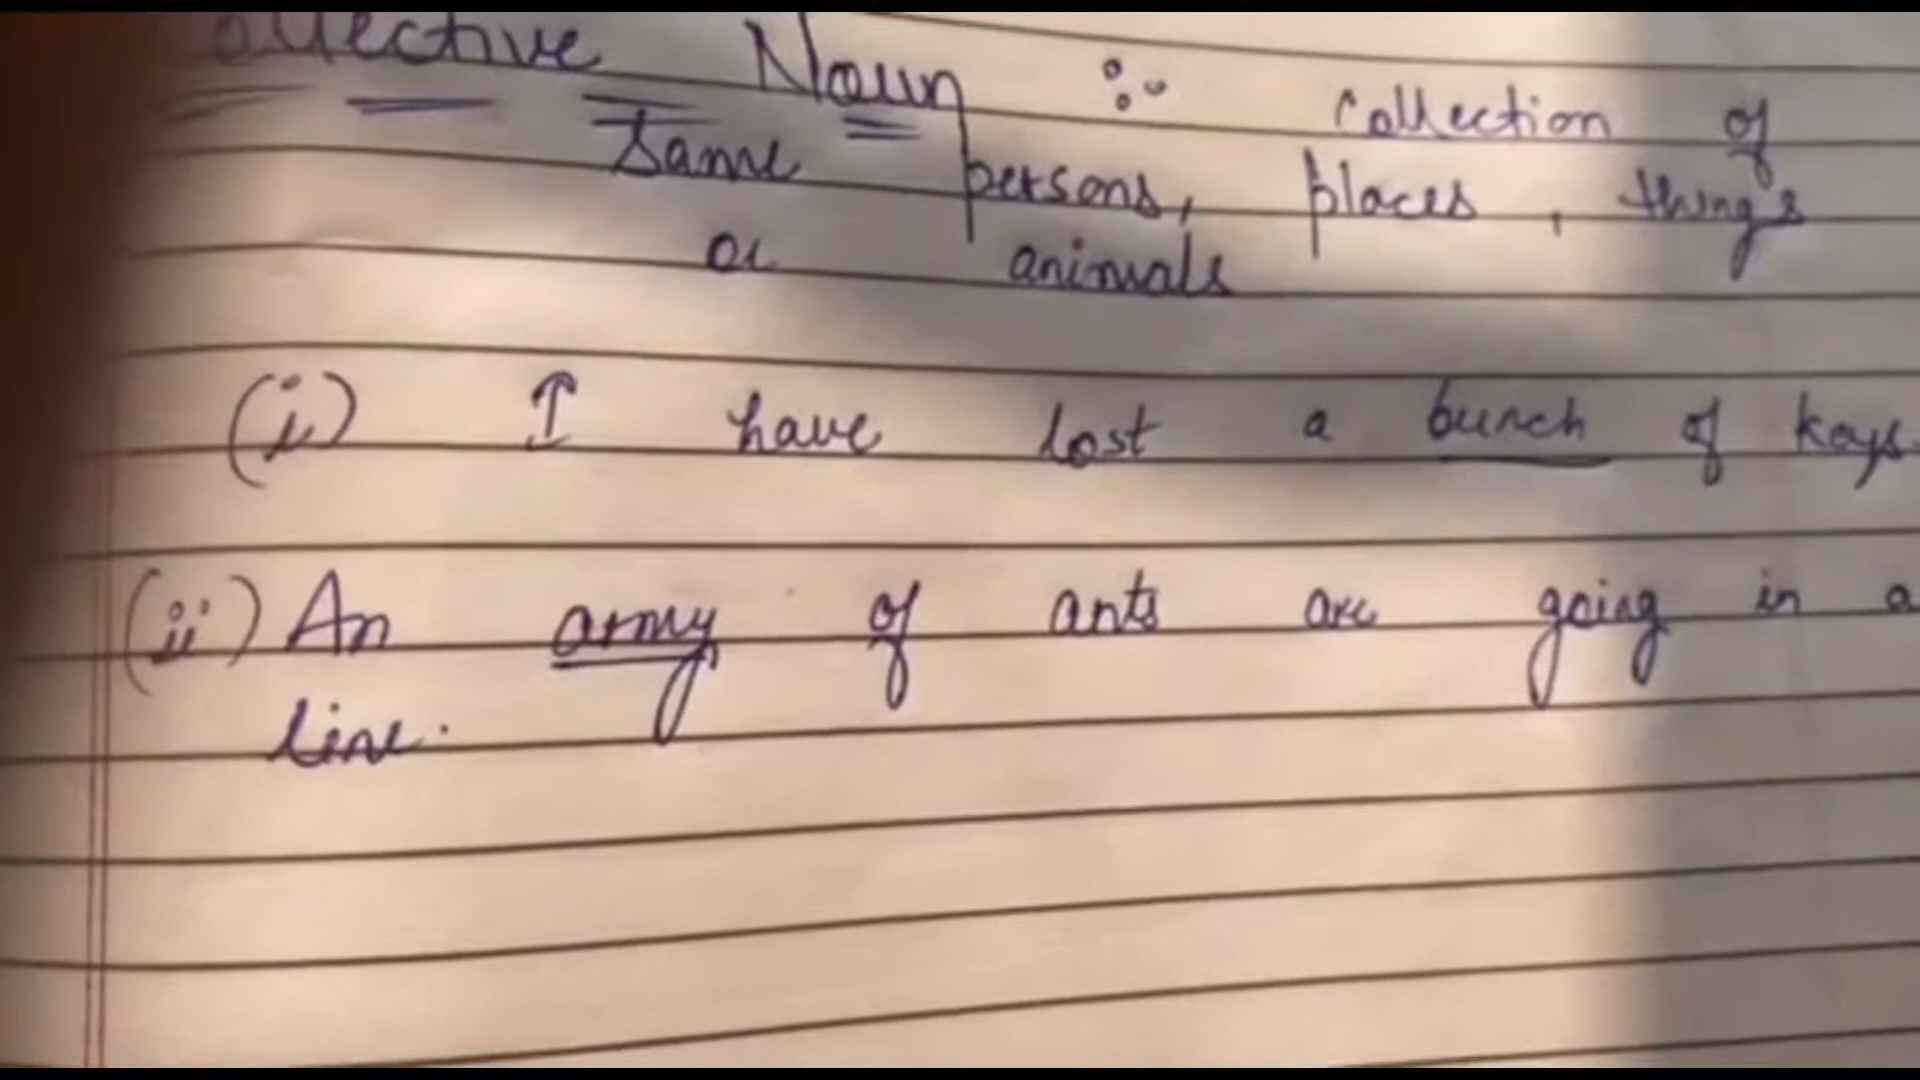 ollective Noun :- Collection of
same persons, places, things
or animals
(i) I have lost a bunch of keys.
(ii) An army of ants are going in a
line.